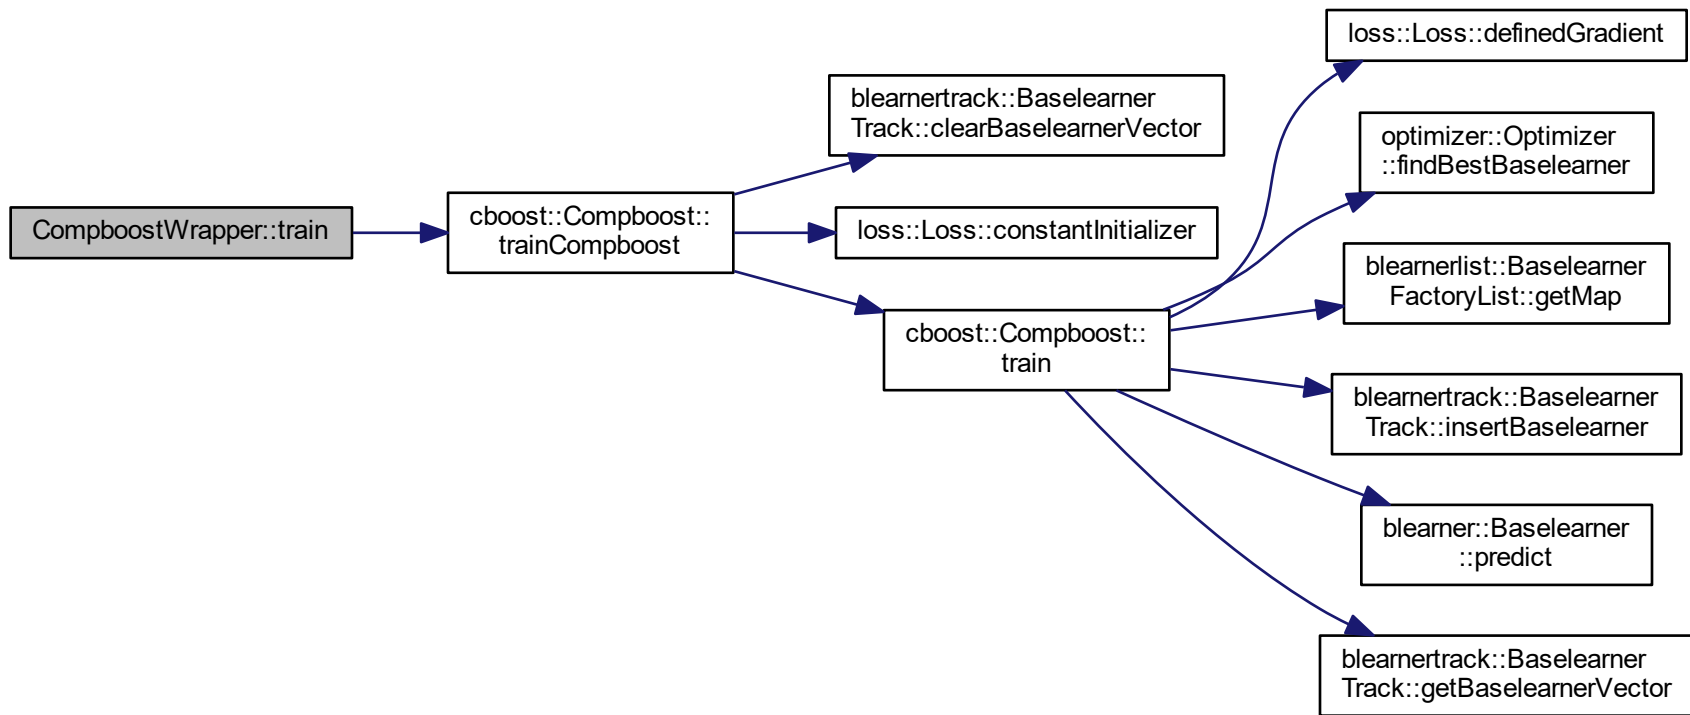 CompboostWrapper::train
cboost::Compboost::
trainCompboost
blearnertrack::Baselearner
Track::clearBaselearnerVector
loss::Loss::constantInitializer
cboost::Compboost::
train
loss::Loss::definedGradient
optimizer::Optimizer
::findBestBaselearner
blearnerlist::Baselearner
FactoryList::getMap
blearnertrack::Baselearner
Track::insertBaselearner
blearner::Baselearner
::predict
blearnertrack::Baselearner
Track::getBaselearnerVector